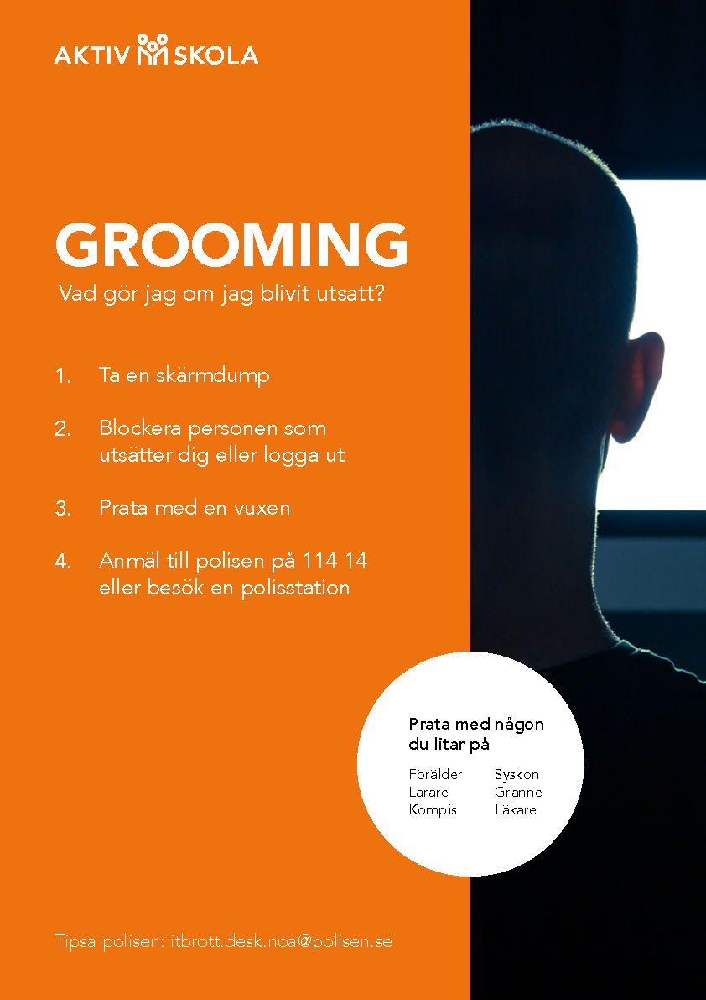 AKTIV SKOLA
GROOMING
Vad gör jag om jag blivit utsatt?
1. Ta en skärmdump
2. Blockera personen som
utsätter dig eller logga ut
3. Prata med en vuxen
4. Anmäl till polisen på 114 14
eller besök en polisstation
Prata med någon
du litar på
Förälder Syskon
Lärare Granne
Kompis Läkare
Tipsa polisen: itbrott.desk.noa@polisen.se